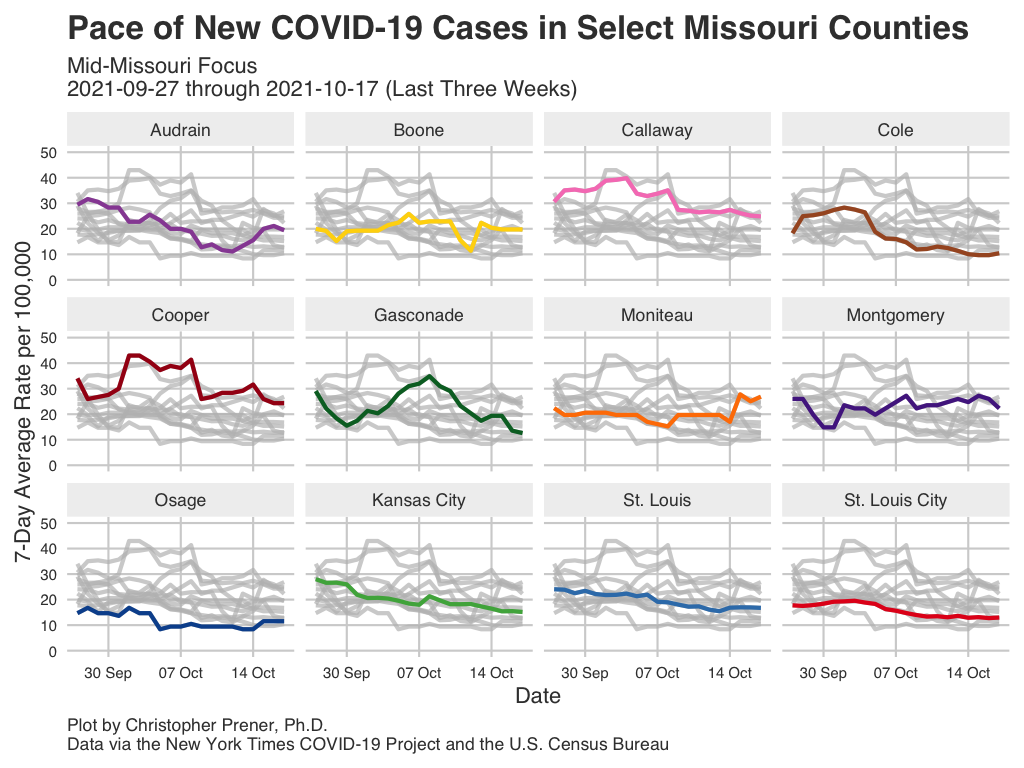 Pace of New COVID-19 Cases in Select Missouri Counties
Mid-Missouri Focus
2021-09-27 through 2021-10-17 (Last Three Weeks)
Audrain Boone Callaway Cole
50
40
30
20
10
0
Cooper Gasconade Moniteau Montgomery
50
40
30
20
10
0
Osage Kansas City St. Louis St. Louis City
50
40
30
20
10
0
7-Day Average Rate per 100,000
30 Sep 07 Oct 14 Oct 30 Sep 07 Oct 14 Oct 30 Sep 07 Oct 14 Oct 30 Sep 07 Oct 14 Oct
Date
Plot by Christopher Prener, Ph.D.
Data via the New York Times COVID-19 Project and the U.S. Census Bureau